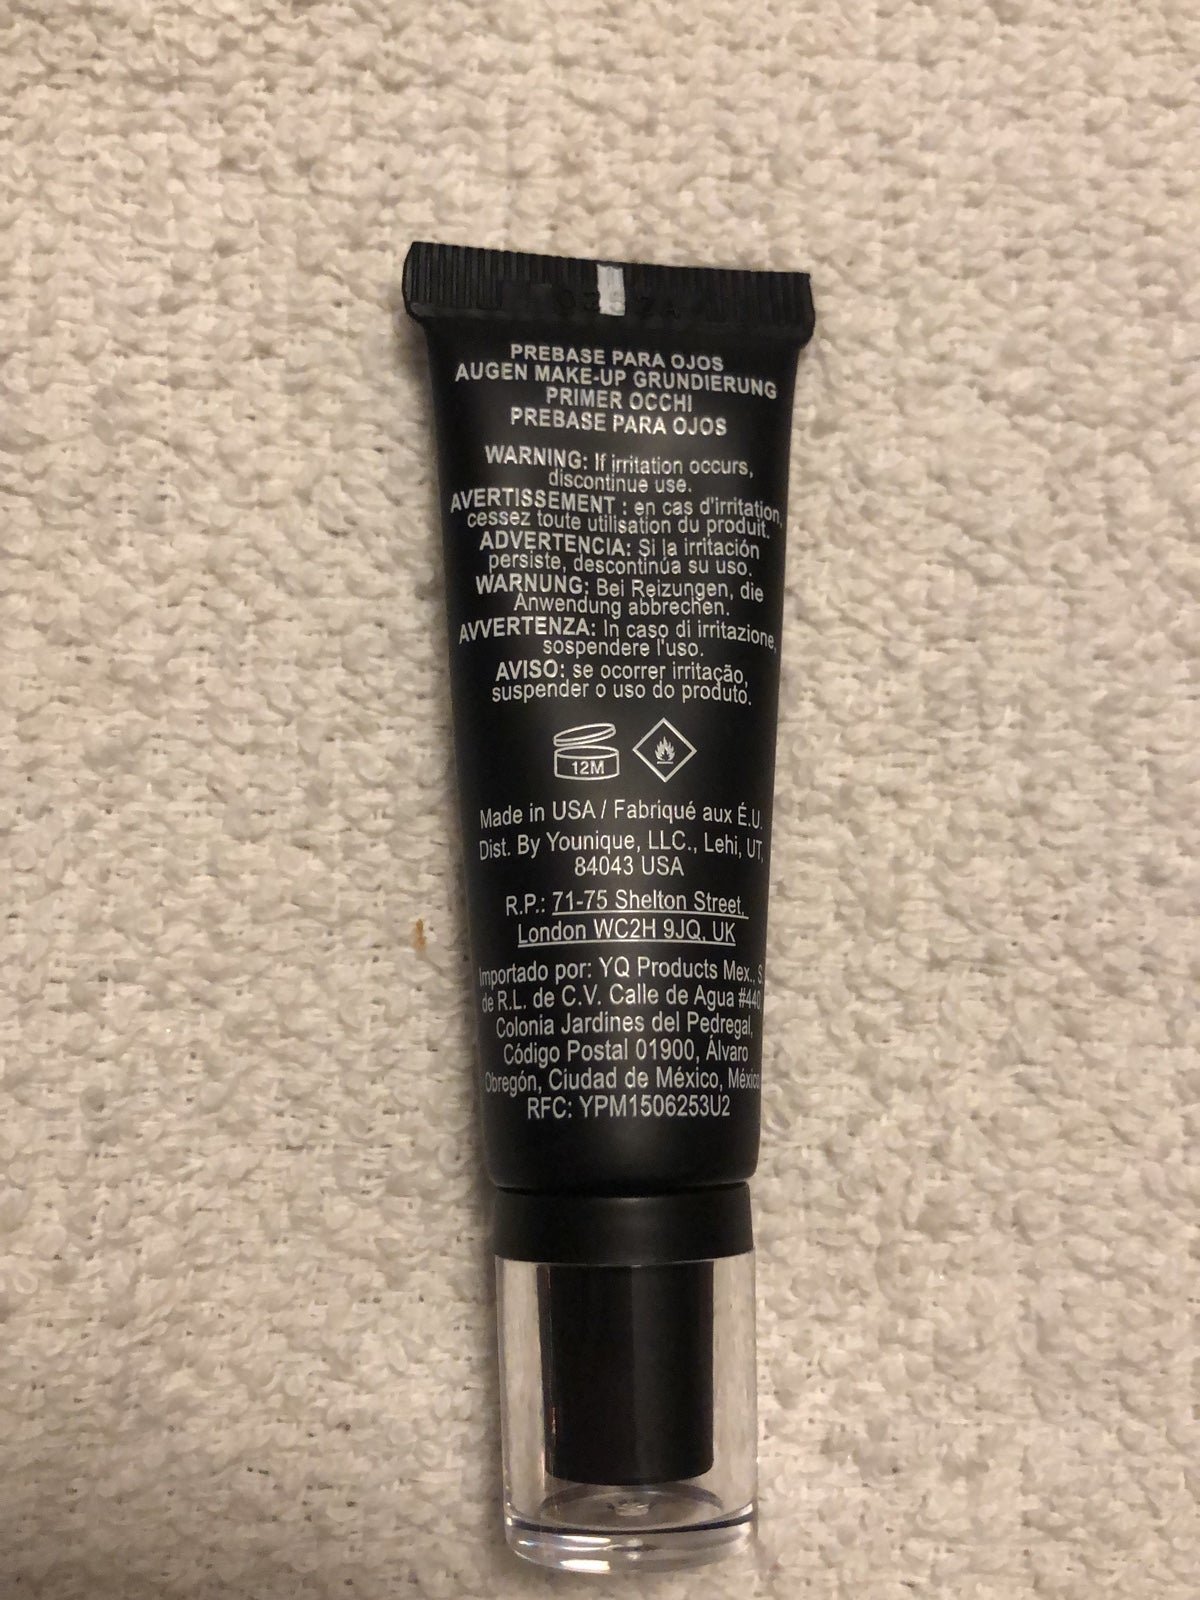 PREBASE PARA OJOS
AUGEN MAKE-UP GRUNDIERUNG
PRIMER OCCHI
PREBASE PARA OJOS
WARNING: If irritation occurs,
discontinue use.
AVERTISSEMENT : en cas d'irritation,
cessez toute utilisation du produit.
ADVERTENCIA: Si la irritación
persiste, descontinúa su uso.
WARNUNG: Bei Reizungen, die
Anwendung abbrechen.
AVVERTENZA: In caso di irritazione,
sospendere l'uso.
AVISO: se ocorrer irritação,
suspender o uso do produto.
12M
Made in USA / Fabriqué aux É.U.
Dist. By Younique, LLC., Lehi, UT,
84043 USA
R.P.: 71-75 Shelton Street,
London WC2H 9JQ, UK
Importado por: YQ Products Mex., S.
de R.L. de C.V. Calle de Agua #440
Colonia Jardines del Pedregal,
Código Postal 01900, Álvaro
Obregón, Ciudad de México, México
RFC: YPM1506253U2